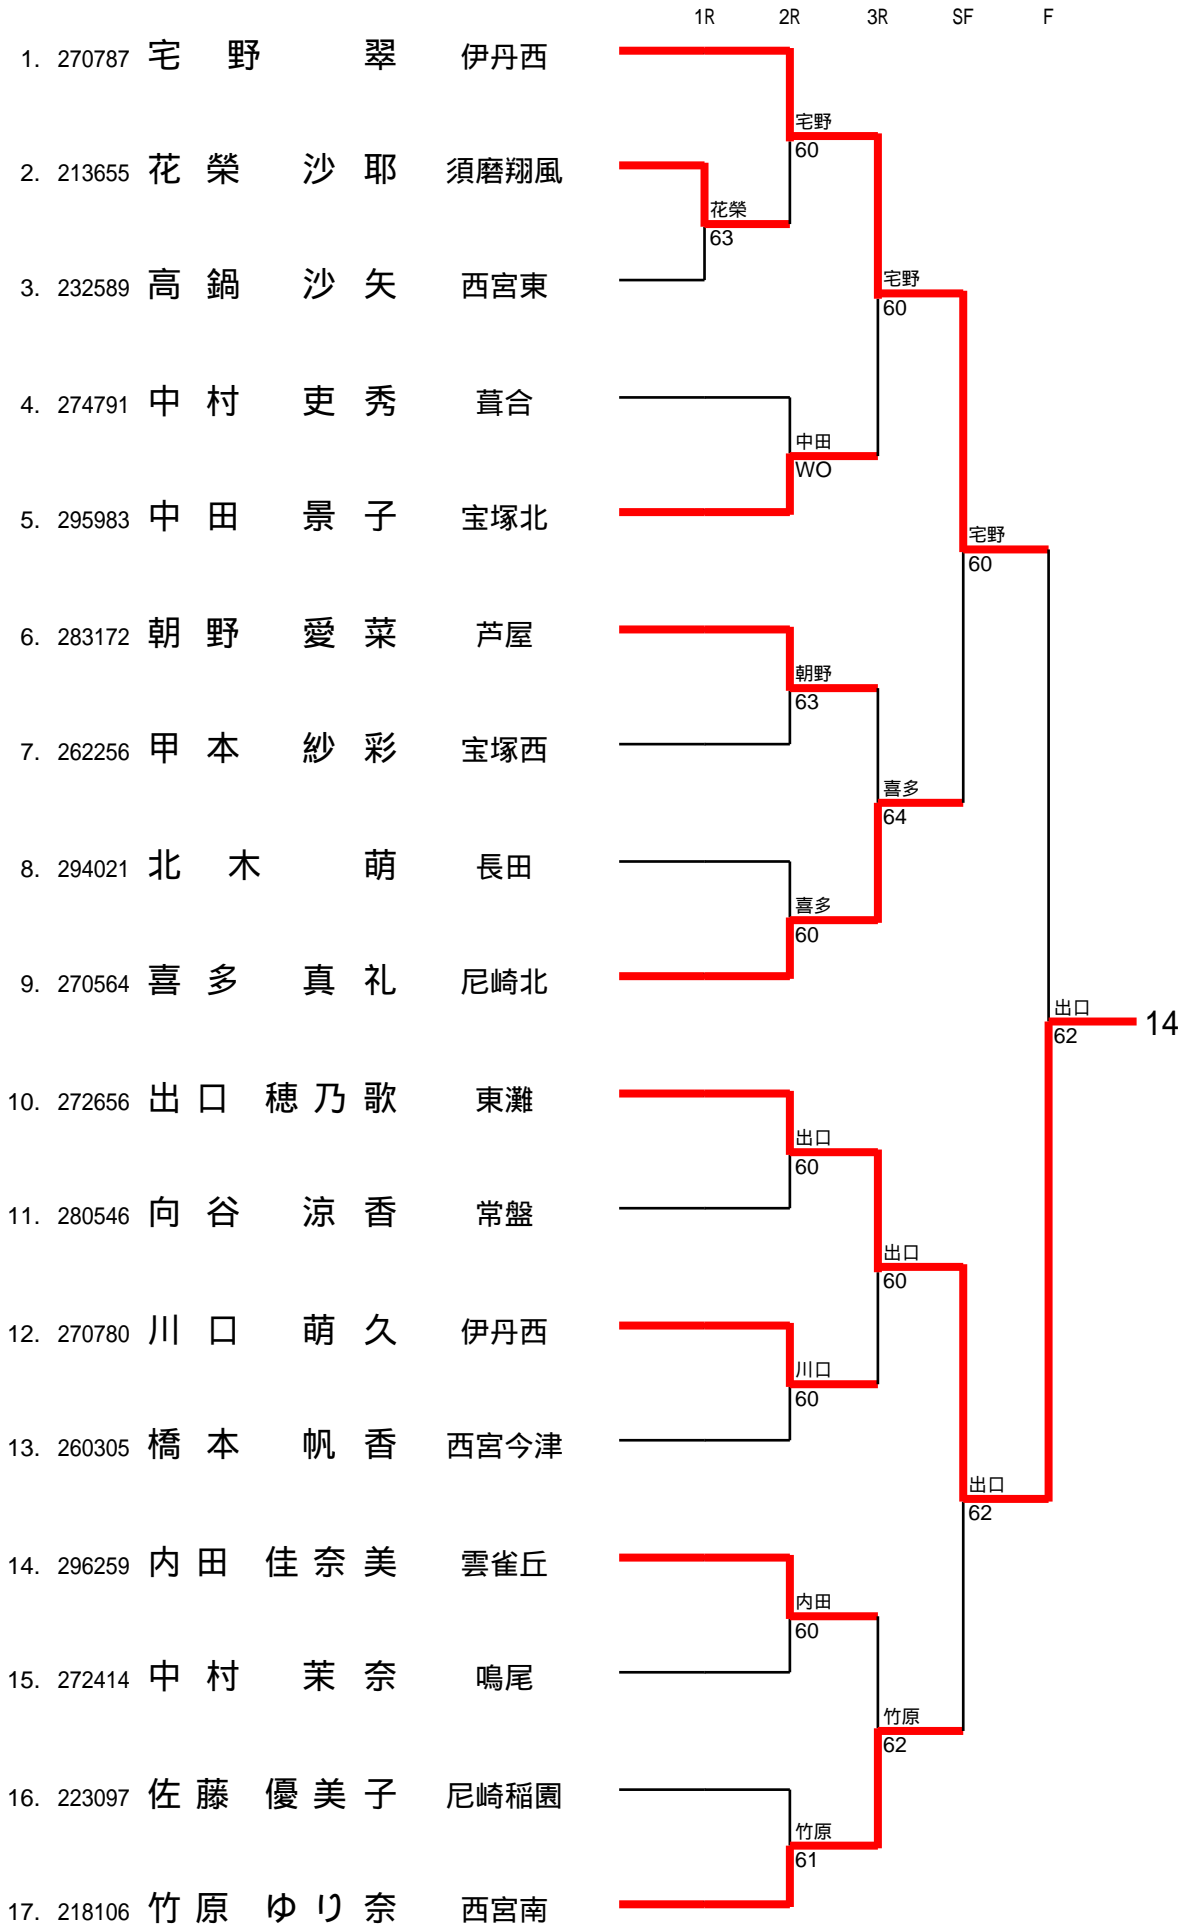 1R 2R 3R SF F
1. 270787 宅野 翠 伊丹西
宅野
60
2. 213655 花榮 沙耶 須磨翔風
花榮
63
3. 232589 高鍋 沙矢 西宮東
宅野
60
4. 274791 中村 吏秀 葺合
中田
WO
5. 295983 中田 景子 宝塚北
宅野
60
6. 283172 朝野 愛菜 芦屋
朝野
63
7. 262256 甲本 紗彩 宝塚西
喜多
64
8. 294021 北木 萌 長田
喜多
60
9. 270564 喜多 真礼 尼崎北
出口
62
14
10. 272656 出口 穂乃歌 東灘
出口
60
11. 280546 向谷 涼香 常盤
出口
60
12. 270780 川口 萌久 伊丹西
川口
60
13. 260305 橋本 帆香 西宮今津
出口
62
14. 296259 内田 佳奈美 雲雀丘
内田
60
15. 272414 中村 茉奈 鳴尾
竹原
62
16. 223097 佐藤 優美子 尼崎稲園
竹原
61
17. 218106 竹原 ゆり奈 西宮南